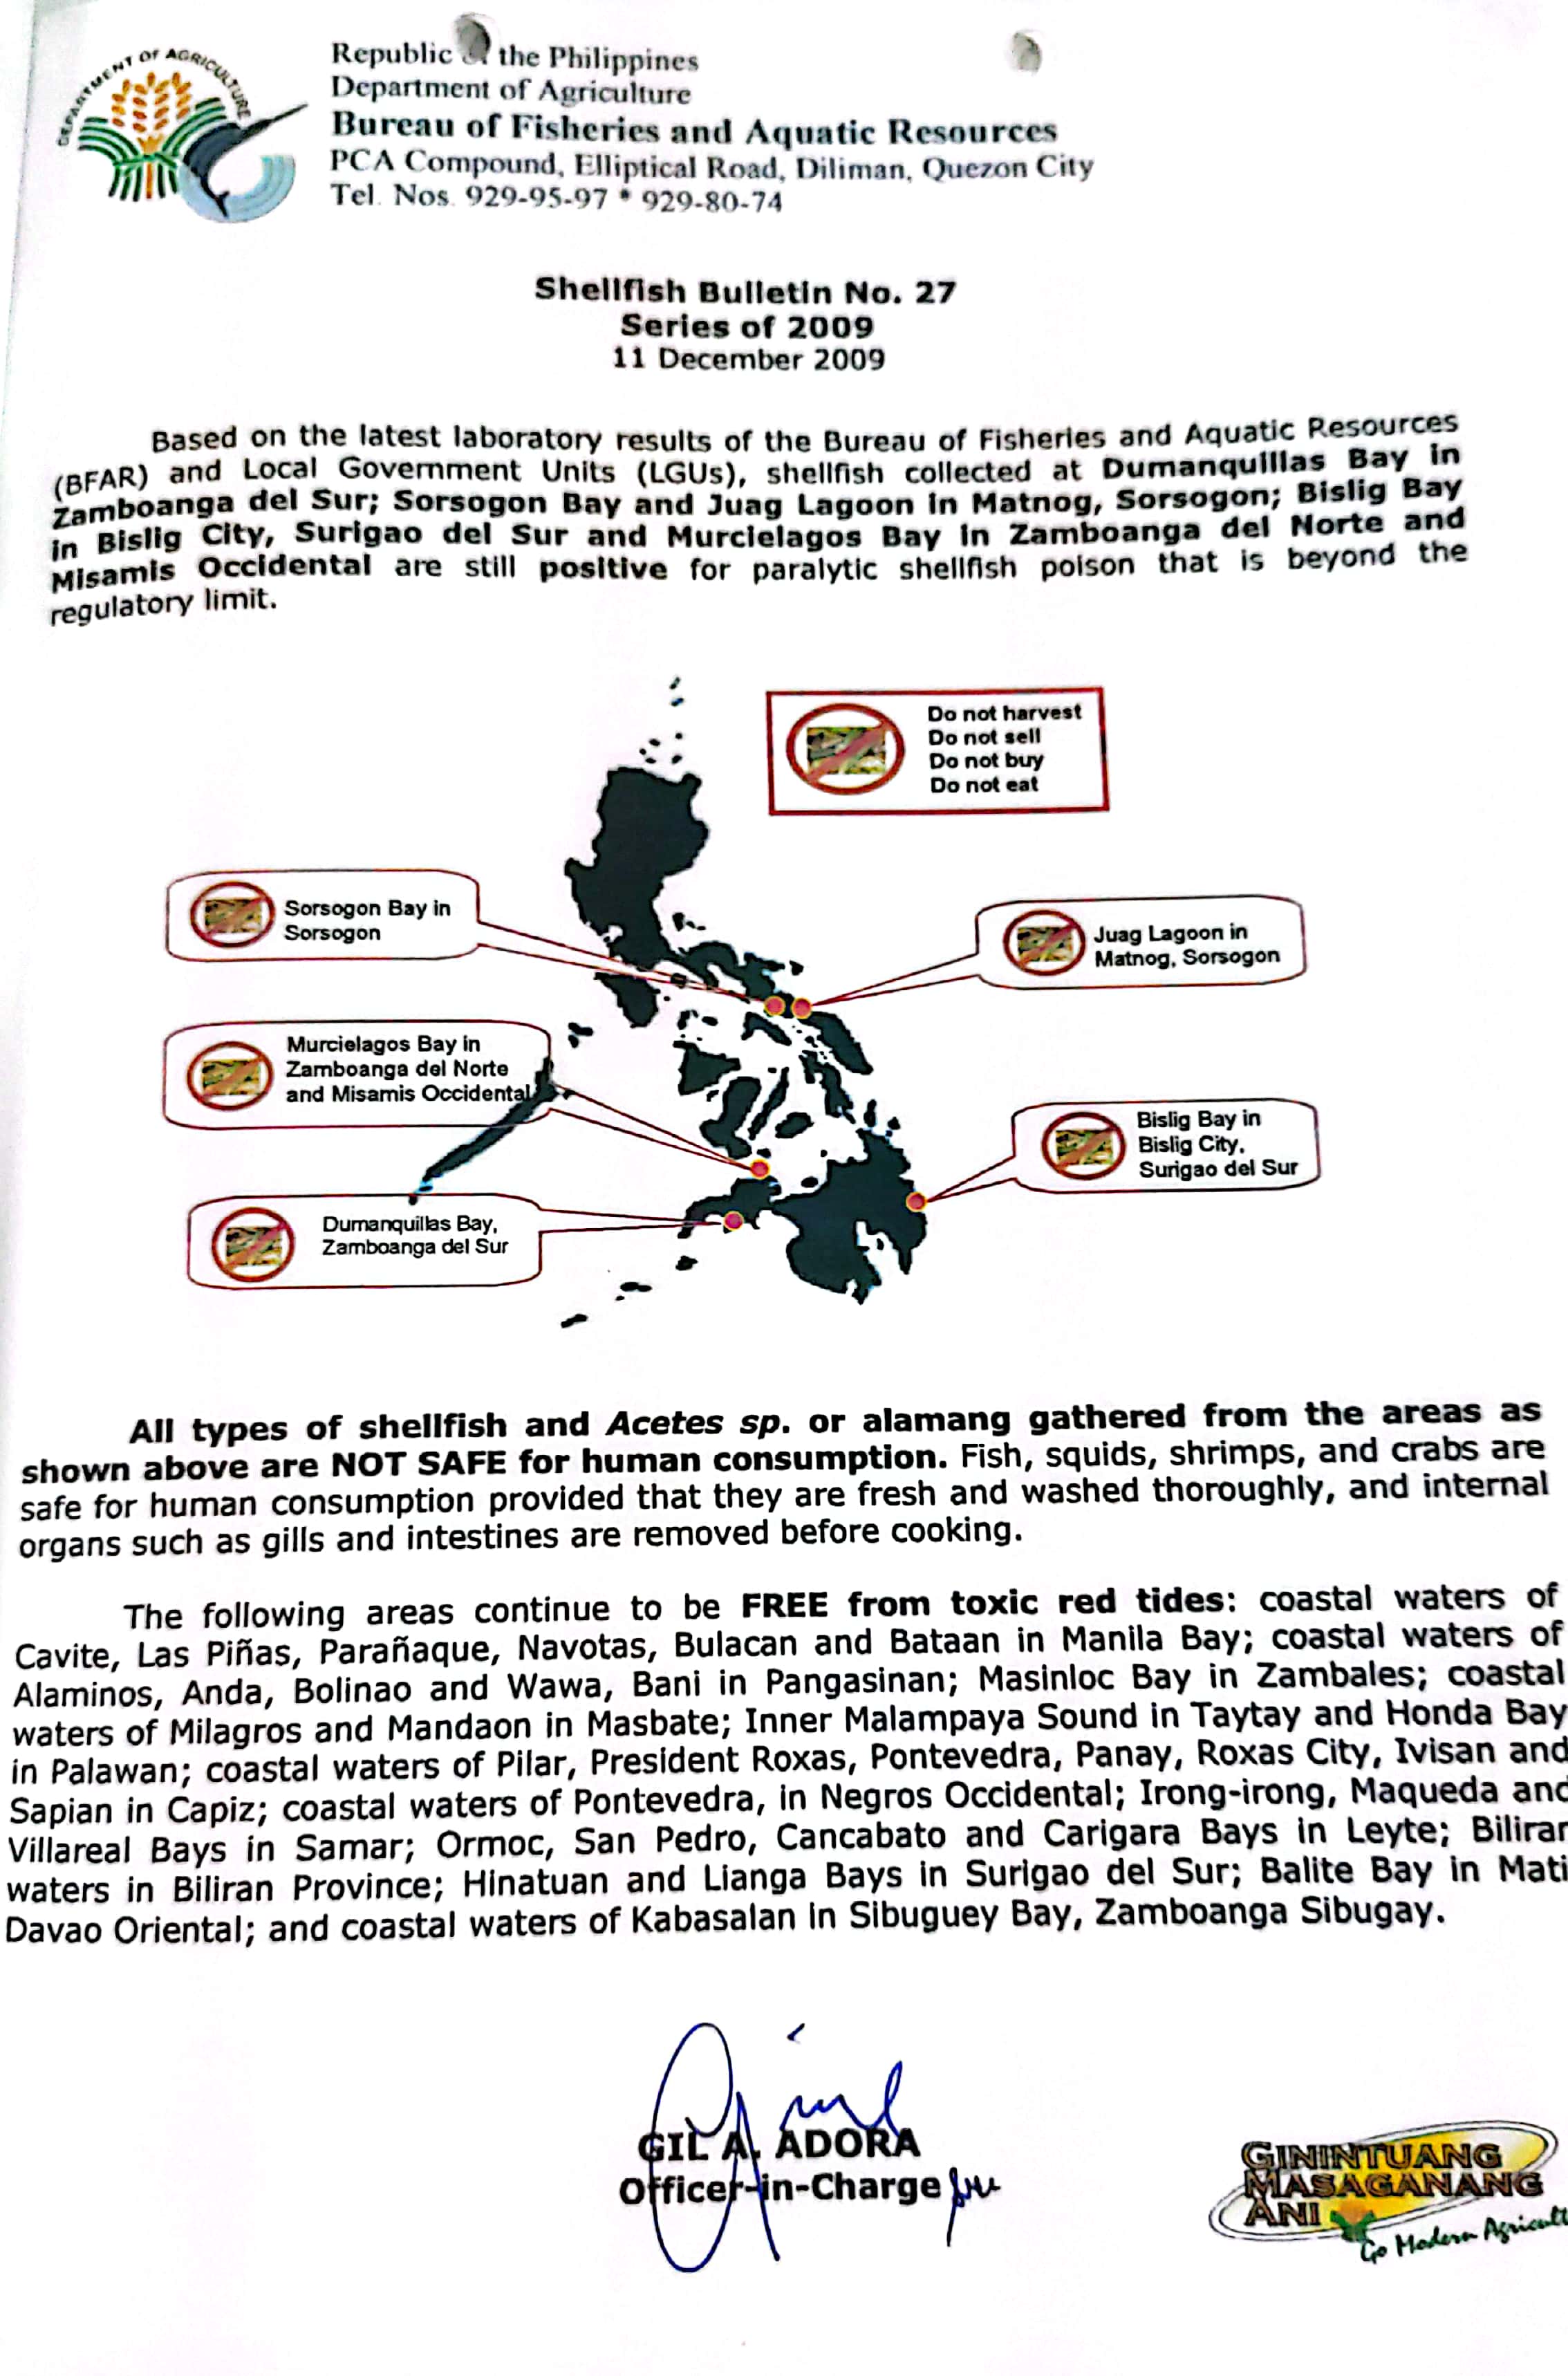 DEPARTMENT OF AGRICULTURE
Republic the Philippines
Department of Agriculture
Bureau of Fisheries and Aquatic Resources
PCA Compound, Elliptical Road, Diliman, Quezon City
Tel. Nos. 929-95-97 * 929-80-74
Shellfish Bulletin No. 27
Series of 2009
11 December 2009
Based on the latest laboratory results of the Bureau of Fisheries and Aquatic Resources
(BFAR) and Local Government Units (LGUs), shellfish collected at Dumanquillas Bay in
Zamboanga del Sur; Sorsogon Bay and Juag Lagoon in Matnog, Sorsogon; Bislig Bay
in Bislig City, Surigao del Sur and Murcielagos Bay in Zamboanga del Norte and
Misamis Occidental are still positive for paralytic shellfish poison that is beyond the
regulatory limit.
Do not harvest
Do not sell
Do not buy
Do not eat
Sorsogon Bay in
Sorsogon
Juag Lagoon in
Matnog, Sorsogon
Murcielagos Bay in
Zamboanga del Norte
and Misamis Occidental
Bislig Bay in
Bislig City,
Surigao del Sur
Dumanquillas Bay,
Zamboanga del Sur
All types of shellfish and Acetes sp. or alamang gathered from the areas as
shown above are NOT SAFE for human consumption. Fish, squids, shrimps, and crabs are
safe for human consumption provided that they are fresh and washed thoroughly, and internal
organs such as gills and intestines are removed before cooking.
The following areas continue to be FREE from toxic red tides: coastal waters of
Cavite, Las Piñas, Parañaque, Navotas, Bulacan and Bataan in Manila Bay; coastal waters of
Alaminos, Anda, Bolinao and Wawa, Bani in Pangasinan; Masinloc Bay in Zambales; coastal
waters of Milagros and Mandaon in Masbate; Inner Malampaya Sound in Taytay and Honda Bay
in Palawan; coastal waters of Pilar, President Roxas, Pontevedra, Panay, Roxas City, Ivisan and
Sapian in Capiz; coastal waters of Pontevedra, in Negros Occidental; Irong-irong, Maqueda and
Villareal Bays in Samar; Ormoc, San Pedro, Cancabato and Carigara Bays in Leyte; Biliran
waters in Biliran Province; Hinatuan and Lianga Bays in Surigao del Sur; Balite Bay in Mati
Davao Oriental; and coastal waters of Kabasalan in Sibuguey Bay, Zamboanga Sibugay.
GIL A. ADORA
Officer-in-Charge
GININTUANG
MASAGANANG
ANI
Go Modern Agricult